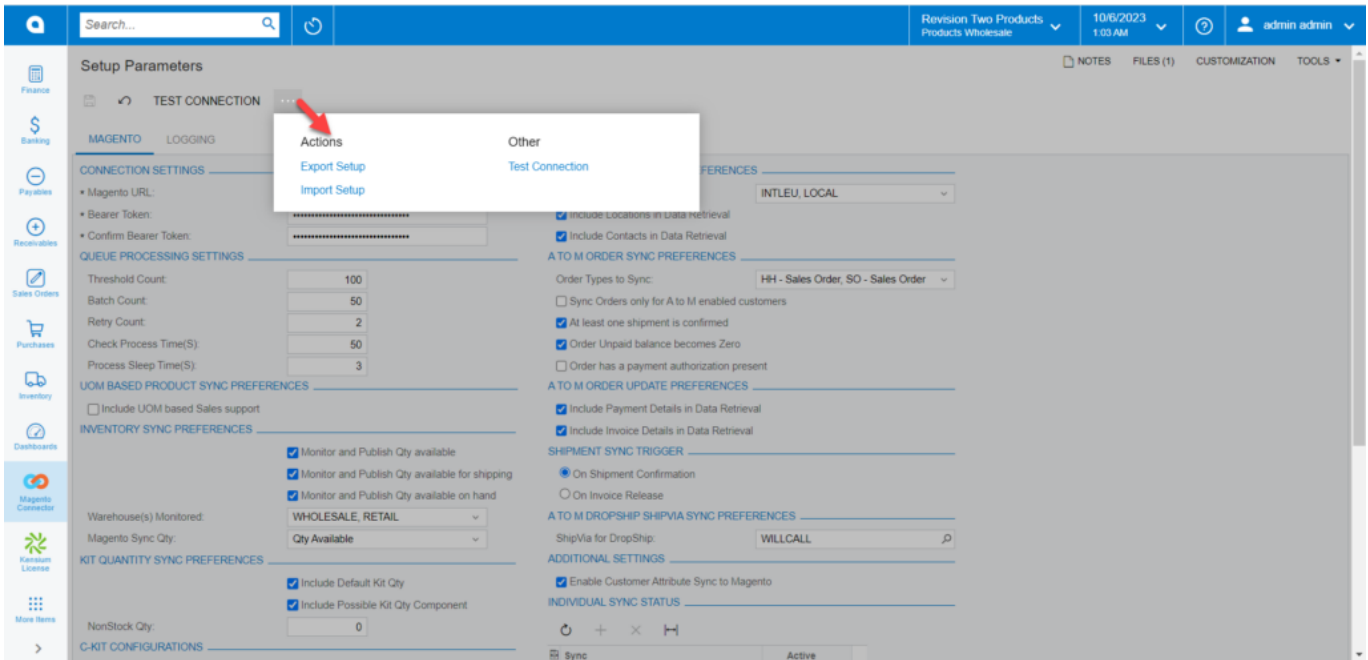 Search...
Revision Two Products
Products Wholesale
10/6/2023
1:03 AM
admin admin
Finance
Banking
Payables
Receivables
Sales Orders
Purchases
Inventory
Dashboards
Magento
Connector
Kensium
License
More Items
Setup Parameters
NOTES FILES (1) CUSTOMIZATION TOOLS
TEST CONNECTION ...
MAGENTO LOGGING
Actions
Export Setup
Import Setup
Other
Test Connection
CONNECTION SETTINGS
Magento URL:
Bearer Token:
Confirm Bearer Token:
QUEUE PROCESSING SETTINGS
Threshold Count: 100
Batch Count: 50
Retry Count: 2
Check Process Time(S): 50
Process Sleep Time(S): 3
UOM BASED PRODUCT SYNC PREFERENCES
Include UOM based Sales support
INVENTORY SYNC PREFERENCES
Monitor and Publish Qty available
Monitor and Publish Qty available for shipping
Monitor and Publish Qty available on hand
Warehouse(s) Monitored: WHOLESALE, RETAIL
Magento Sync Qty: Qty Available
KIT QUANTITY SYNC PREFERENCES
Include Default Kit Qty
Include Possible Kit Qty Component
NonStock Qty: 0
C-KIT CONFIGURATIONS
INTLEU, LOCAL
Include Locations in Data Retrieval
Include Contacts in Data Retrieval
A TO M ORDER SYNC PREFERENCES
Order Types to Sync: HH - Sales Order, SO - Sales Order
Sync Orders only for A to M enabled customers
At least one shipment is confirmed
Order Unpaid balance becomes Zero
Order has a payment authorization present
A TO M ORDER UPDATE PREFERENCES
Include Payment Details in Data Retrieval
Include Invoice Details in Data Retrieval
SHIPMENT SYNC TRIGGER
On Shipment Confirmation
On Invoice Release
A TO M DROPSHIP SHIPVIA SYNC PREFERENCES
ShipVia for DropShip: WILLCALL
ADDITIONAL SETTINGS
Enable Customer Attribute Sync to Magento
INDIVIDUAL SYNC STATUS
Sync Active